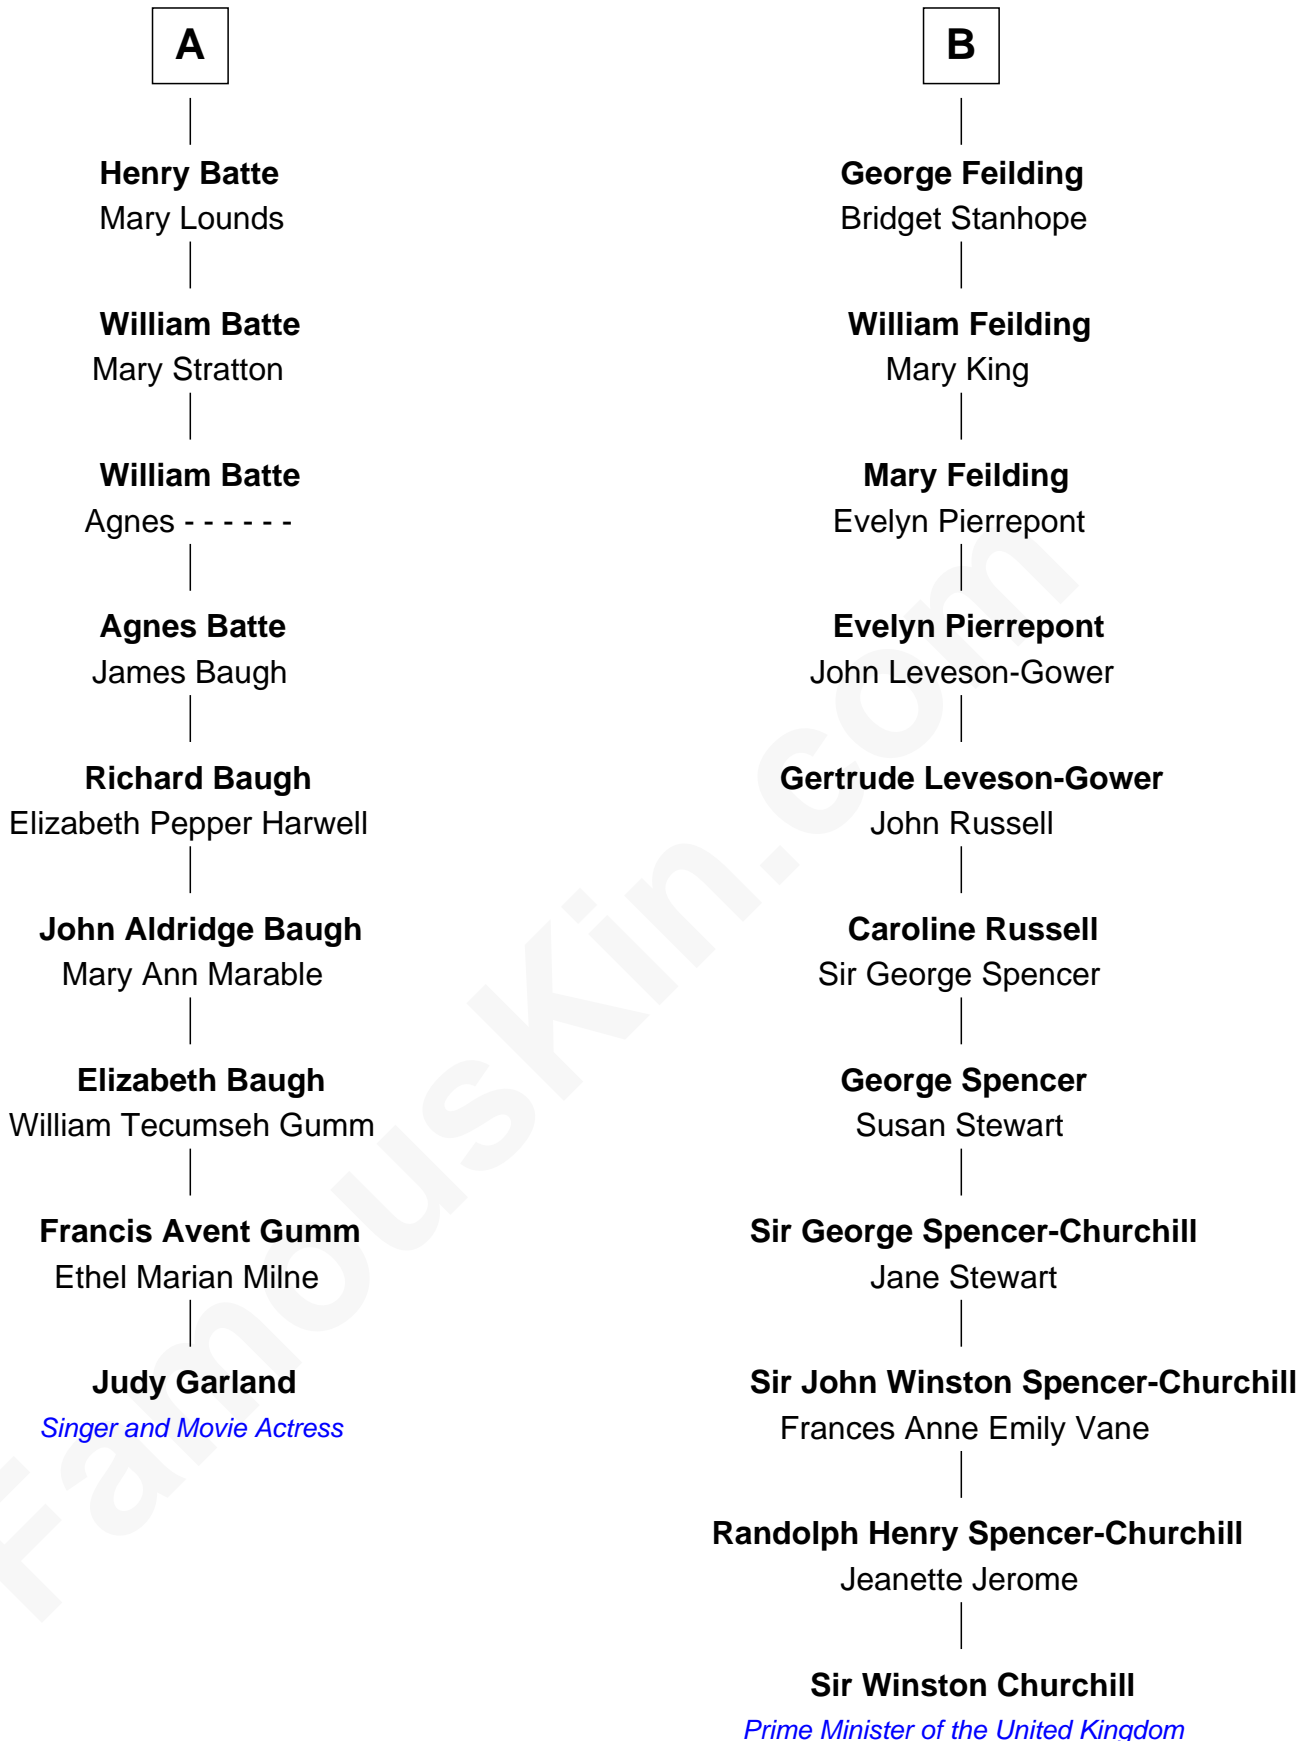 A
Henry Batte
Mary Lounds
William Batte
Mary Stratton
William Batte
Agnes - - - - - -
Agnes Batte
James Baugh
Richard Baugh
Elizabeth Pepper Harwell
John Aldridge Baugh
Mary Ann Marable
Elizabeth Baugh
William Tecumseh Gumm
Francis Avent Gumm
Ethel Marian Milne
Judy Garland
Singer and Movie Actress
B
George Feilding
Bridget Stanhope
William Feilding
Mary King
Mary Feilding
Evelyn Pierrepont
Evelyn Pierrepont
John Leveson-Gower
Gertrude Leveson-Gower
John Russell
Caroline Russell
Sir George Spencer
George Spencer
Susan Stewart
Sir George Spencer-Churchill
Jane Stewart
Sir John Winston Spencer-Churchill
Frances Anne Emily Vane
Randolph Henry Spencer-Churchill
Jeanette Jerome
Sir Winston Churchill
Prime Minister of the United Kingdom
FamousKin.com